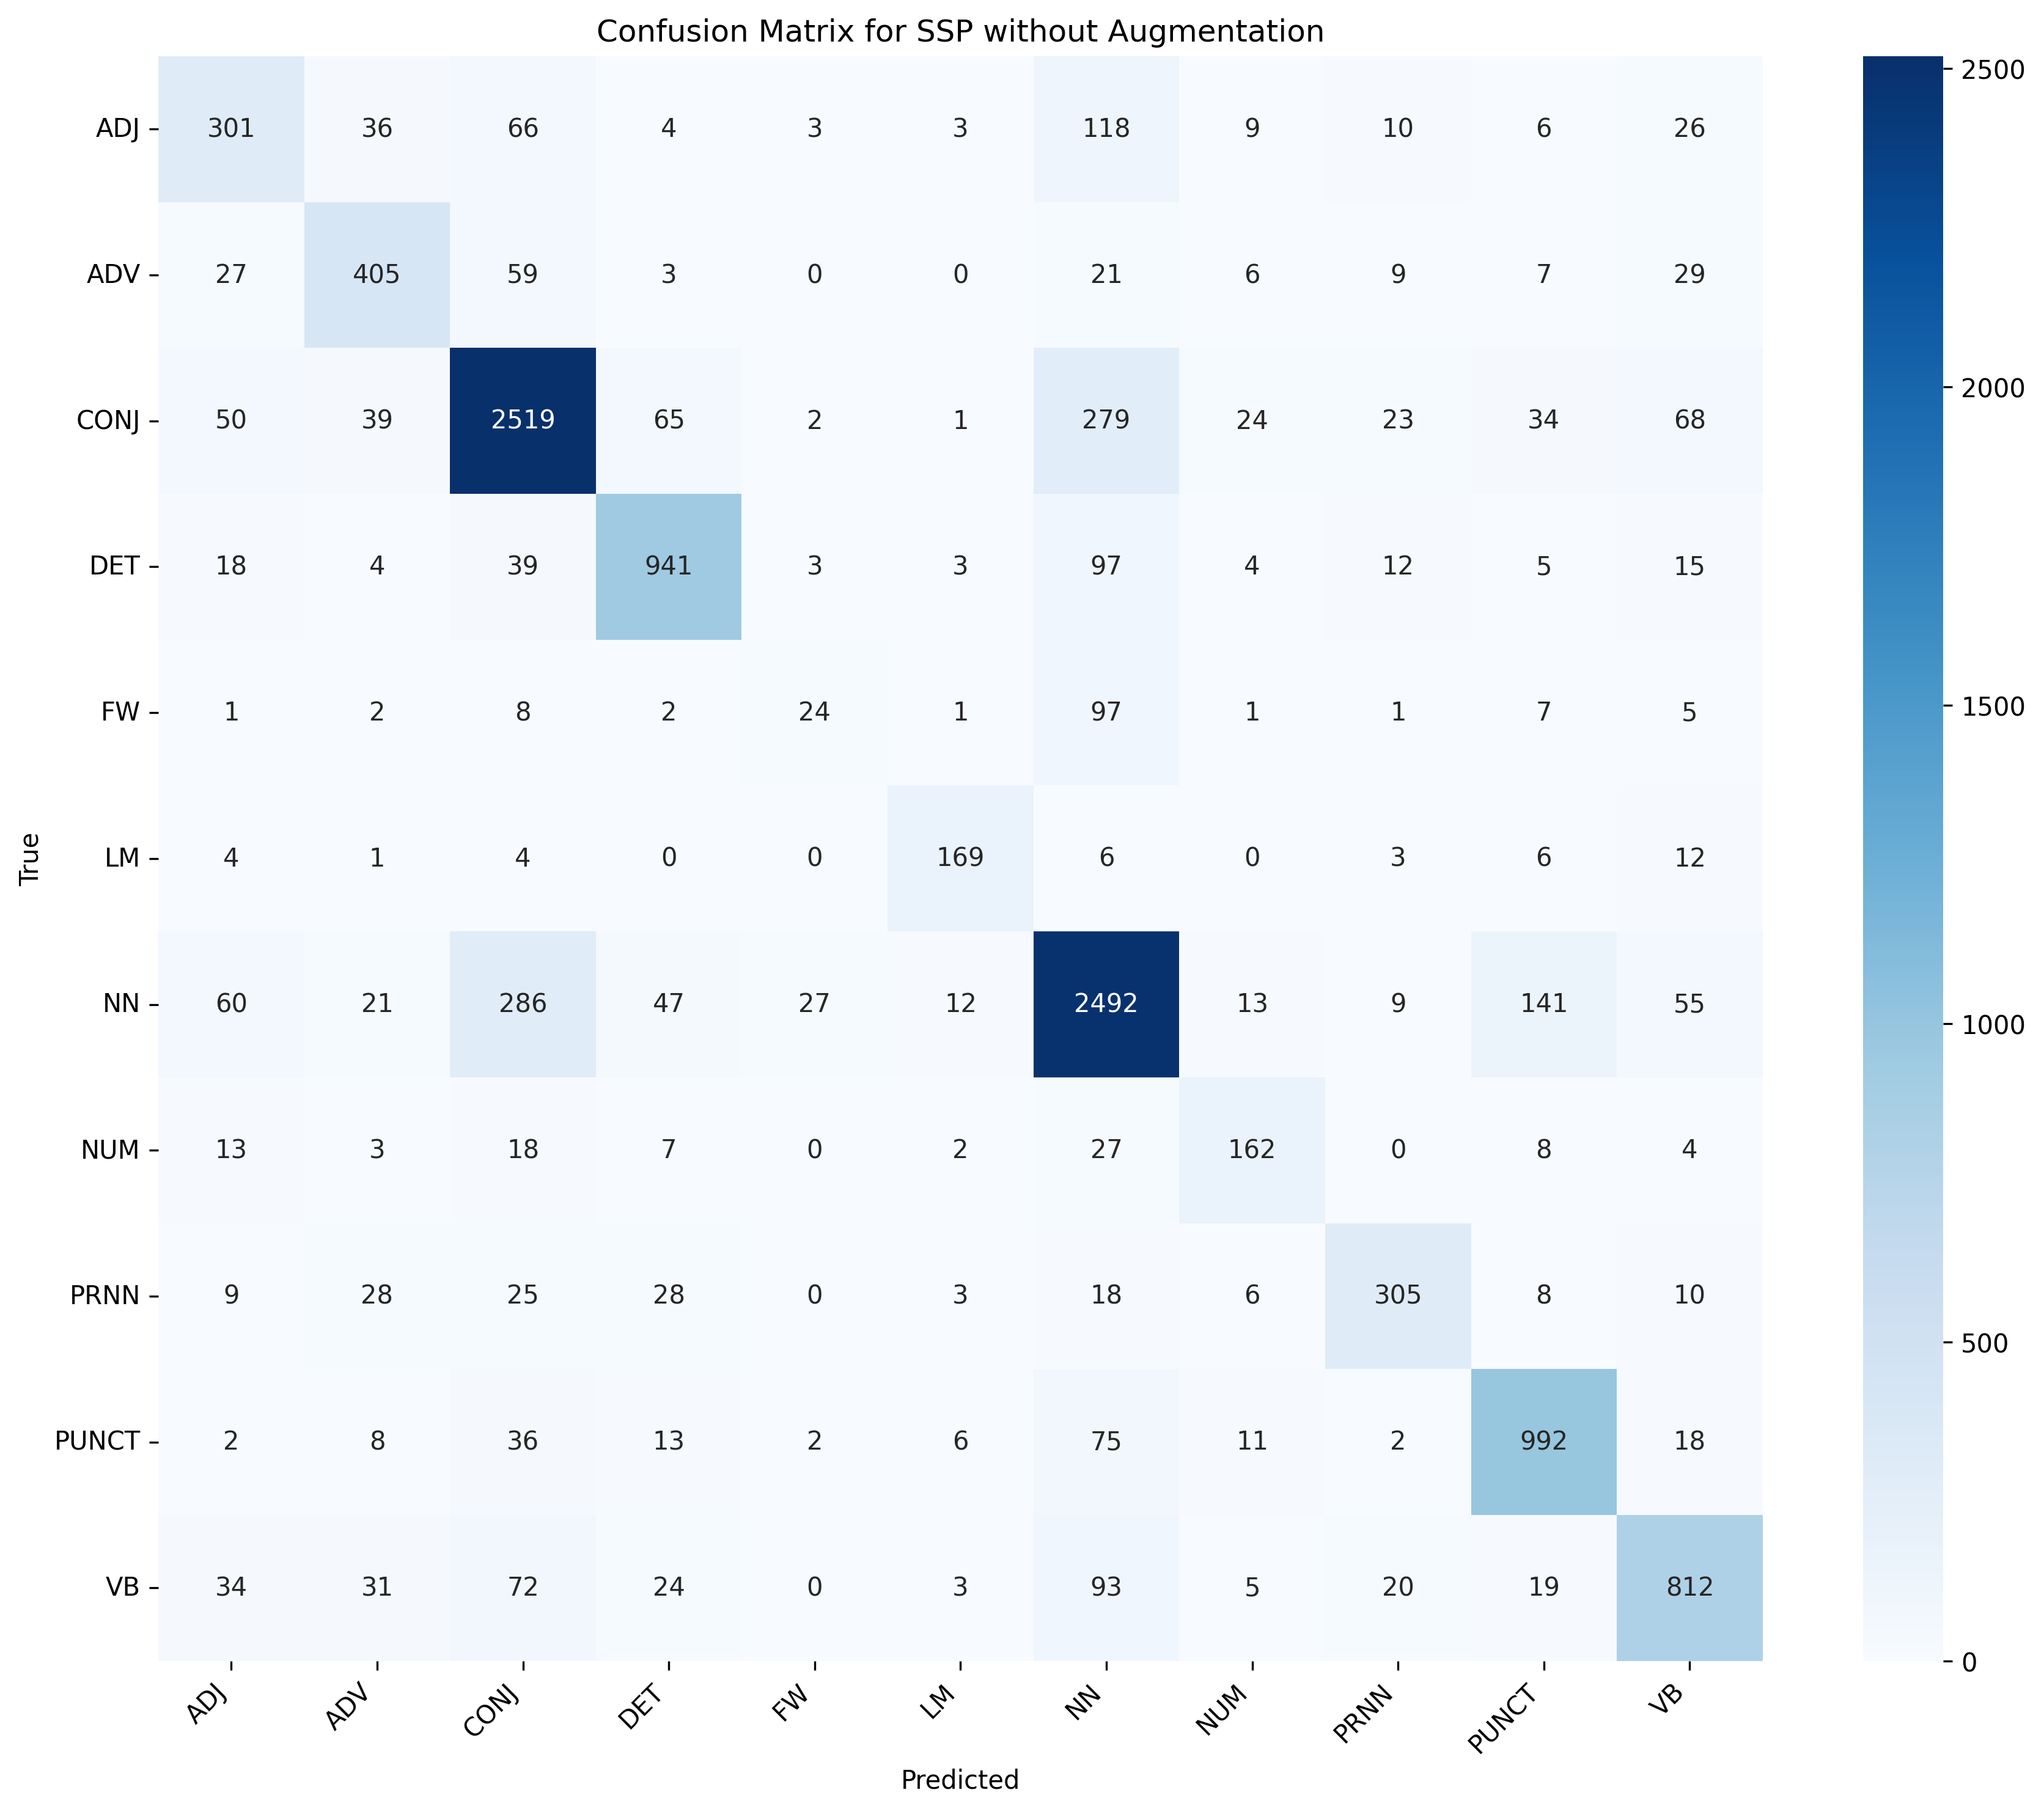 Confusion Matrix for SSP without Augmentation
ADJ 301 36 66 4 3 3 118 9 10 6 26
ADV 27 405 59 3 0 0 21 6 9 7 29
CONJ 50 39 2519 65 2 1 279 24 23 34 68
DET 18 4 39 941 3 3 97 4 12 5 15
FW 1 2 8 2 24 1 97 1 1 7 5
LM 4 1 4 0 0 169 6 0 3 6 12
NN 60 21 286 47 27 12 2492 13 9 141 55
NUM 13 3 18 7 0 2 27 162 0 8 4
PRNN 9 28 25 28 0 3 18 6 305 8 10
PUNCT 2 8 36 13 2 6 75 11 2 992 18
VB 34 31 72 24 0 3 93 5 20 19 812
ADJ ADV CONJ DET FW LM NN NUM PRNN PUNCT VB
Predicted
True
2500
2000
1500
1000
500
0